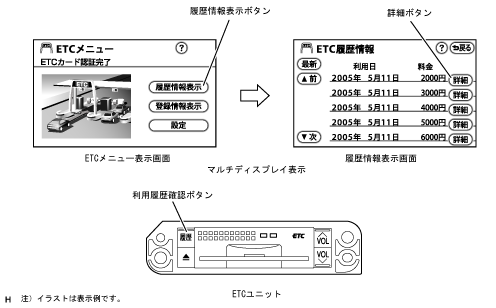 履歴情報表示ボタン
詳細ボタン
ETCメニュー
?
ETCカード認証完了
履歴情報表示
登録情報表示
設定
ETCメニュー表示画面
ETC履歴情報
?
戻る
最新
利用日
料金
▲前
2005年 5月11日 2000円 詳細
2005年 5月11日 3000円 詳細
2005年 5月11日 4000円 詳細
2005年 5月11日 5000円 詳細
▼次
2005年 5月11日 6000円 詳細
履歴情報表示画面
マルチディスプレイ表示
利用履歴確認ボタン
履歴
ETC
VOL
VOL
ETCユニット
H 注）イラストは表示例です。